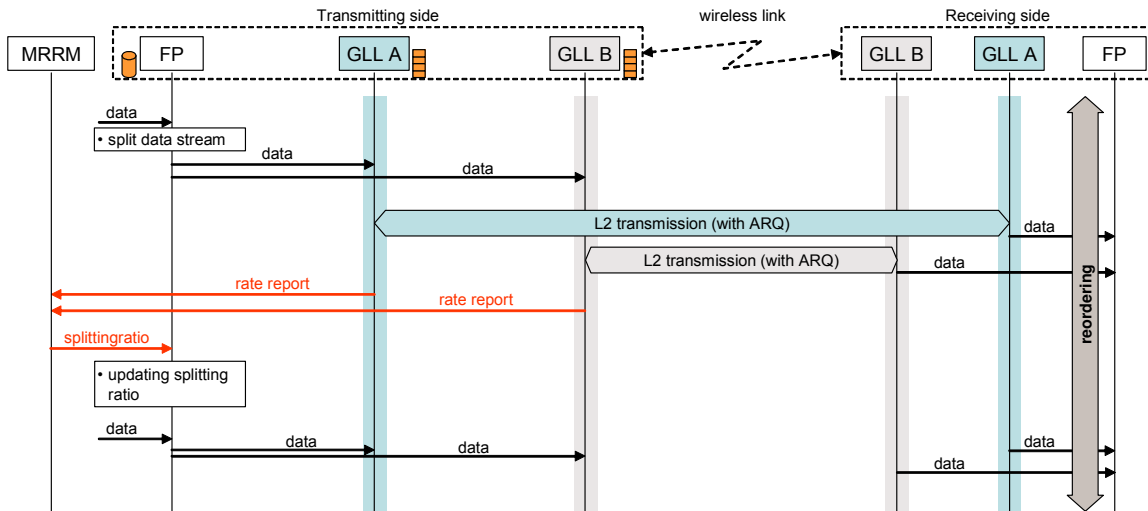 Transmitting side
wireless link
Receiving side
MRRM
FP
GLL A
GLL B
GLL B
GLL A
FP
data
• split data stream
data
data
L2 transmission (with ARQ)
data
L2 transmission (with ARQ)
data
rate report
rate report
splittingratio
reordering
• updating splitting
ratio
data
data
data
data
data